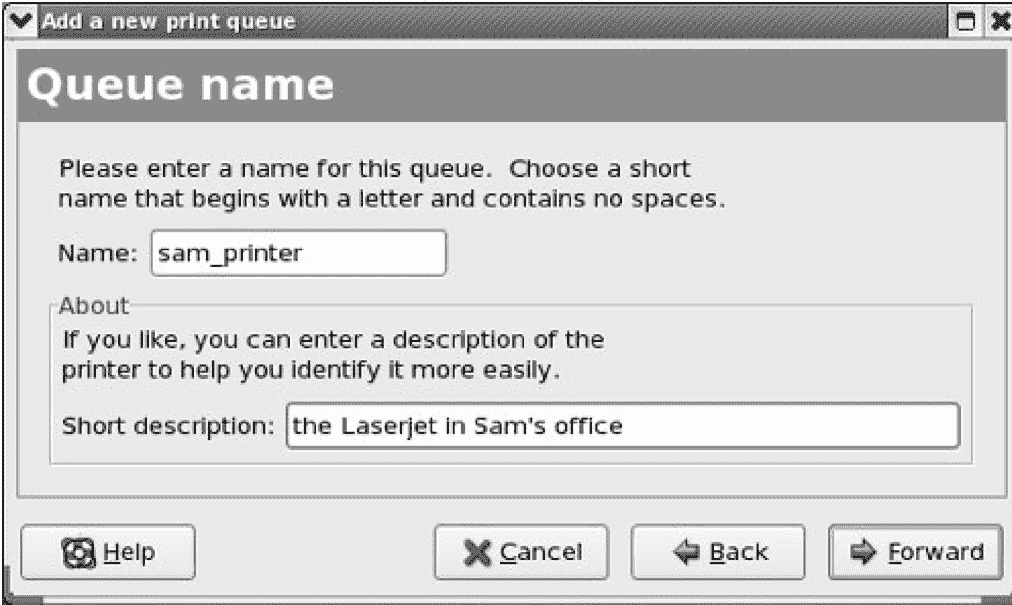 Add a new print queue
Queue name
Please enter a name for this queue.  Choose a short
name that begins with a letter and contains no spaces.
Name: sam_printer
About
If you like, you can enter a description of the
printer to help you identify it more easily.
Short description: the Laserjet in Sam's office
Help Cancel Back Forward